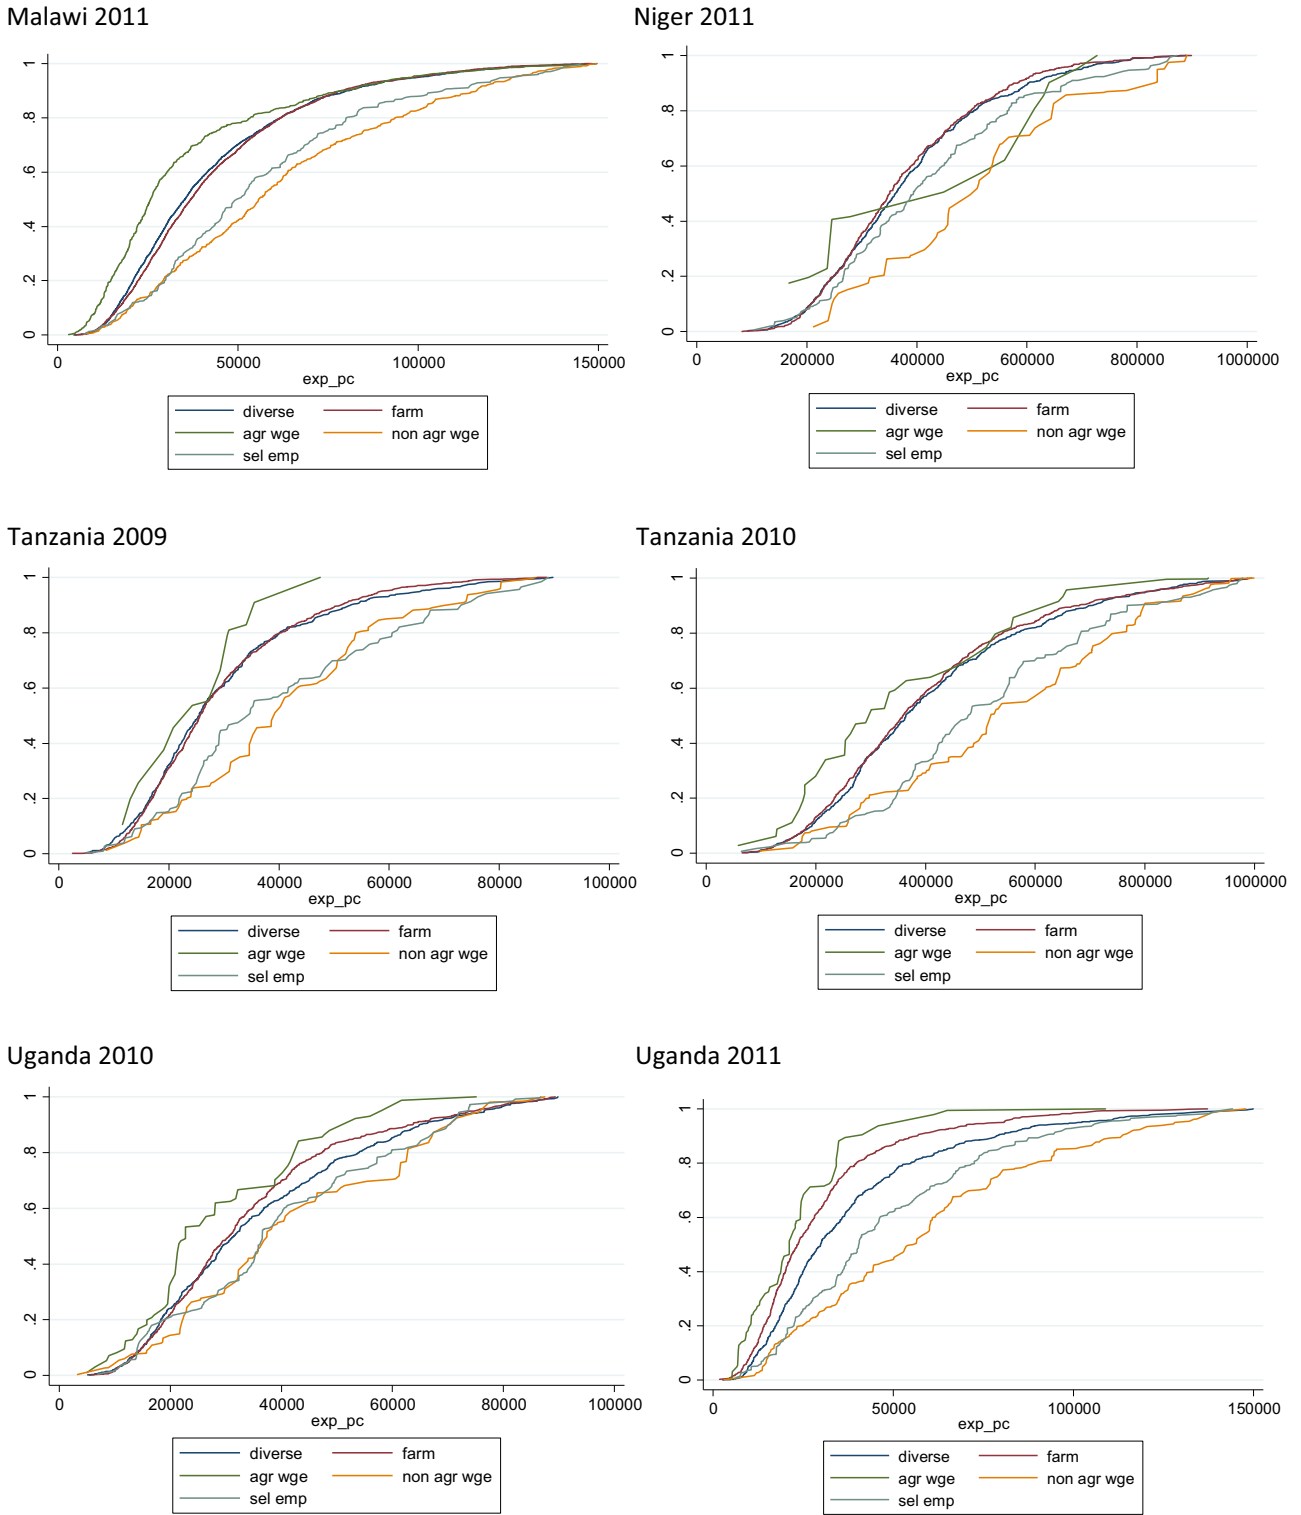 Malawi 2011
1
.8
.6
.4
.2
0
0 50000 100000 150000
exp_pc
diverse farm
agr wge non agr wge
sel emp
Niger 2011
1
.8
.6
.4
.2
0
0 200000 400000 600000 800000 1000000
exp_pc
diverse farm
agr wge non agr wge
sel emp
Tanzania 2009
1
.8
.6
.4
.2
0
0 20000 40000 60000 80000 100000
exp_pc
diverse farm
agr wge non agr wge
sel emp
Tanzania 2010
1
.8
.6
.4
.2
0
0 200000 400000 600000 800000 1000000
exp_pc
diverse farm
agr wge non agr wge
sel emp
Uganda 2010
1
.8
.6
.4
.2
0
0 20000 40000 60000 80000 100000
exp_pc
diverse farm
agr wge non agr wge
sel emp
Uganda 2011
1
.8
.6
.4
.2
0
0 50000 100000 150000
exp_pc
diverse farm
agr wge non agr wge
sel emp